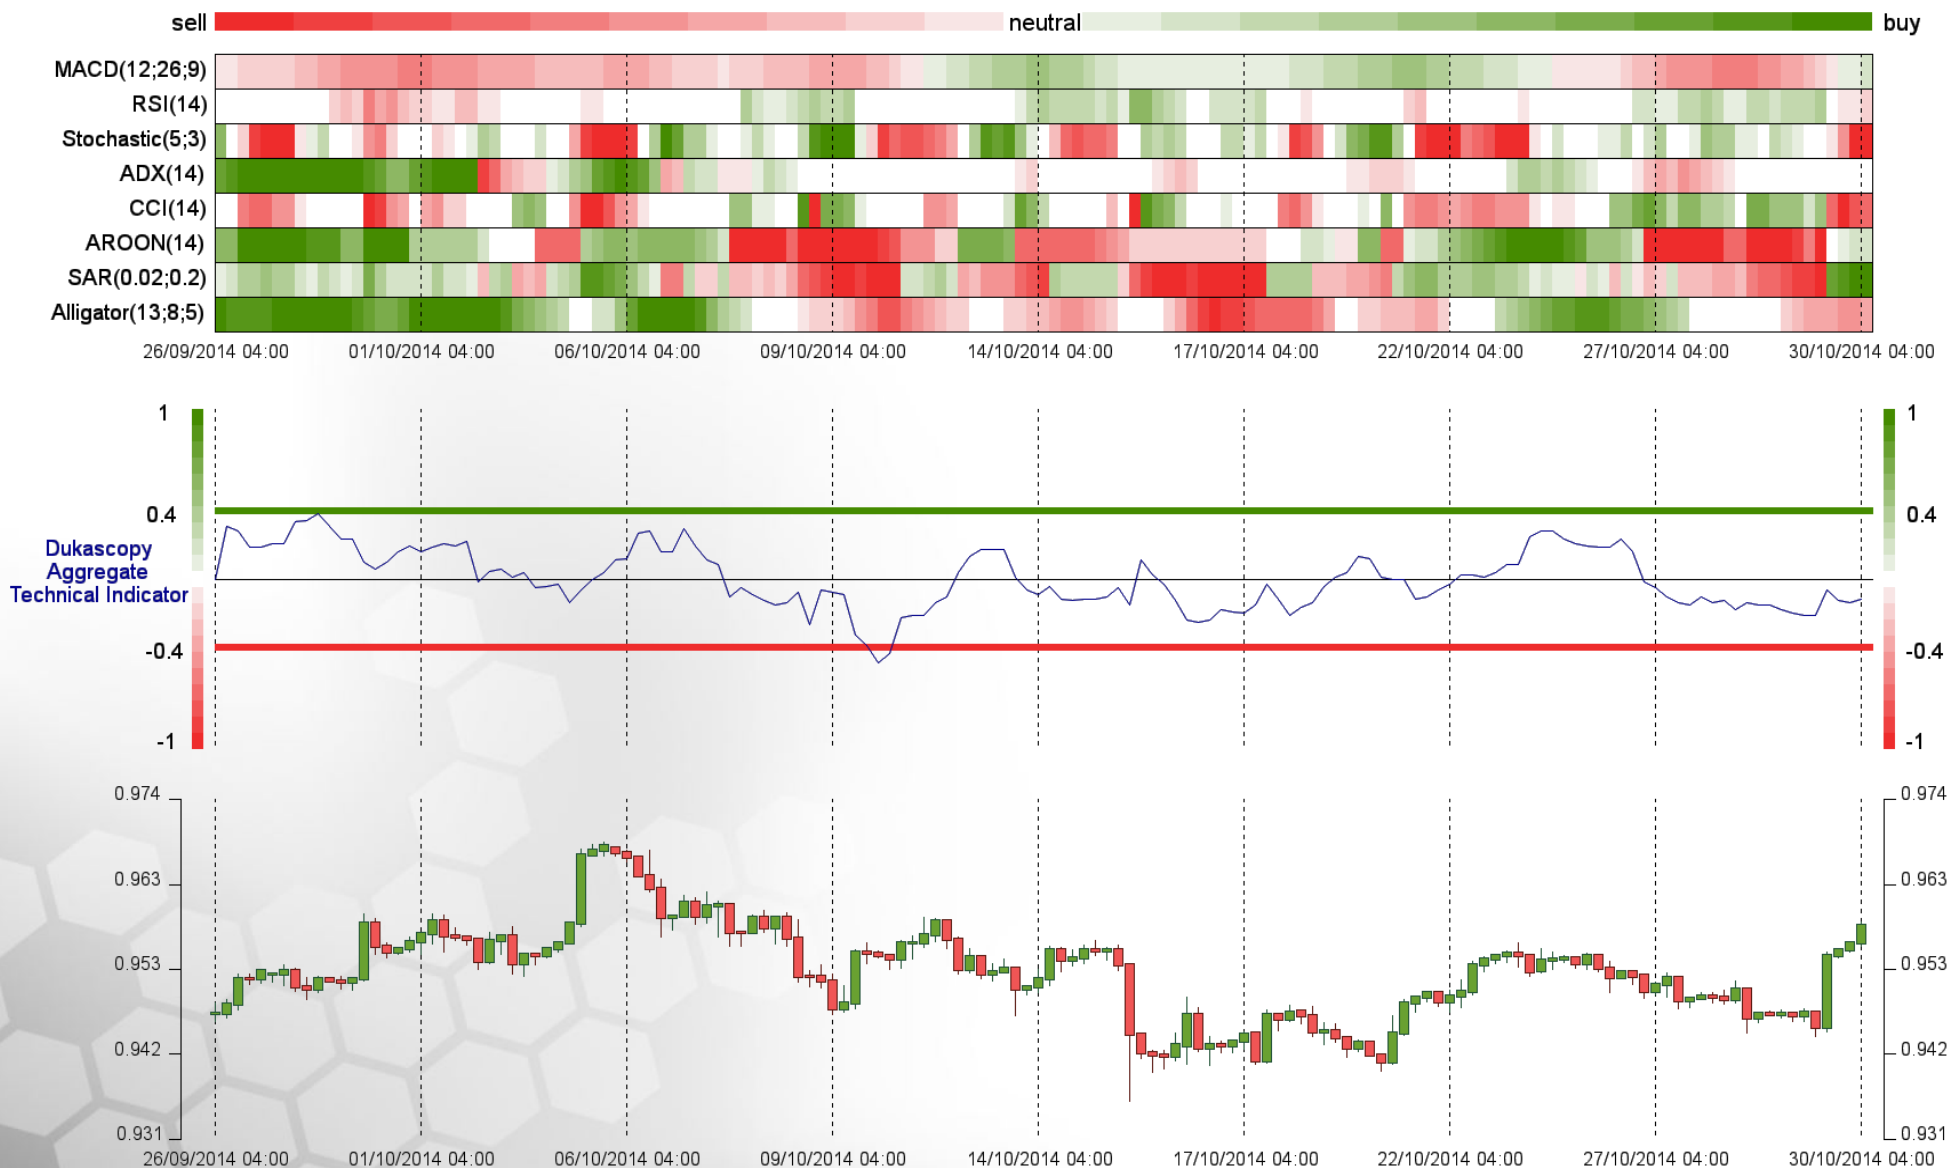 sell neutral buy
MACD(12;26;9)
RSI(14)
Stochastic(5;3)
ADX(14)
CCI(14)
AROON(14)
SAR(0.02;0.2)
Alligator(13;8;5)
26/09/2014 04:00 01/10/2014 04:00 06/10/2014 04:00 09/10/2014 04:00 14/10/2014 04:00 17/10/2014 04:00 22/10/2014 04:00 27/10/2014 04:00 30/10/2014 04:00
1 1
0.4 0.4
Dukascopy
Aggregate
Technical Indicator
-0.4 -0.4
-1 -1
0.974 0.974
0.963 0.963
0.953 0.953
0.942 0.942
0.931 0.931
26/09/2014 04:00 01/10/2014 04:00 06/10/2014 04:00 09/10/2014 04:00 14/10/2014 04:00 17/10/2014 04:00 22/10/2014 04:00 27/10/2014 04:00 30/10/2014 04:00